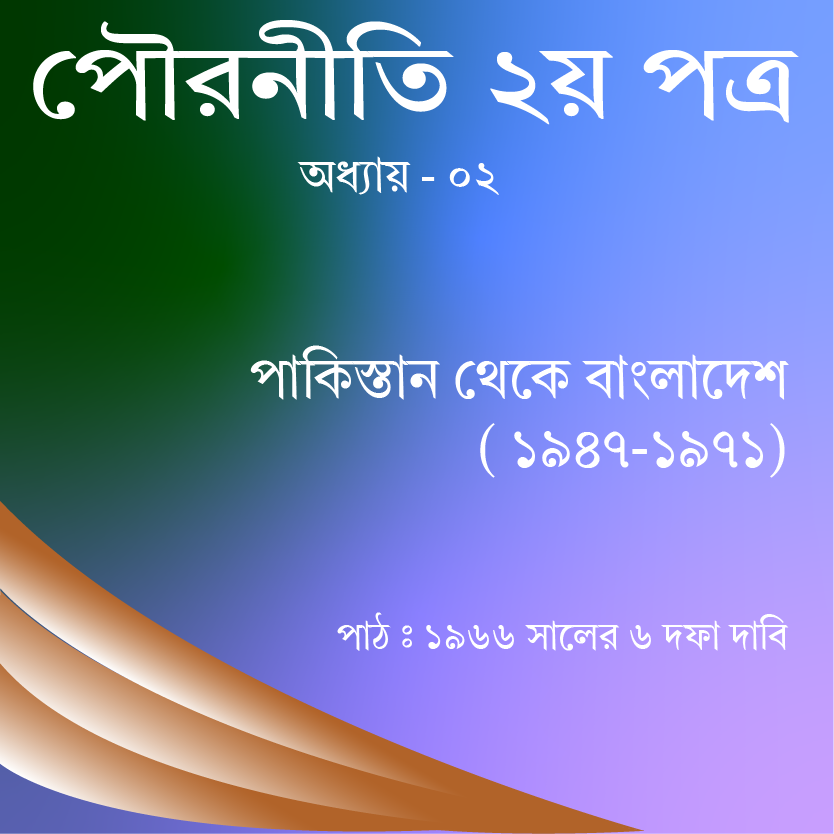 পৌরনীতি ২য় পত্র
অধ্যায় - ০২
পাকিস্তান থেকে বাংলাদেশ
( ১৯৪৭-১৯৭১)
পাঠ ঃ ১৯৬৬ সালের ৬ দফা দাবি